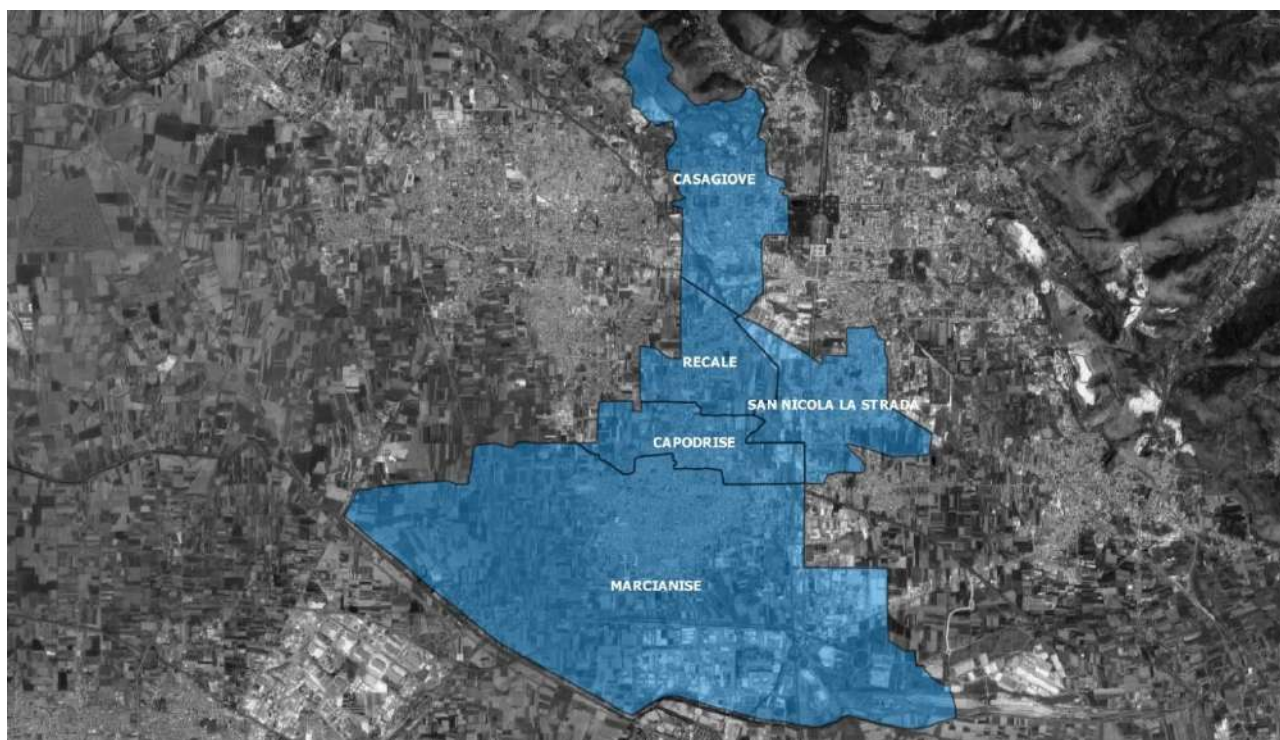 CASAGIOVE
RECALE
SAN NICOLA LA STRADA
CAPODRISE
MARCIANISE